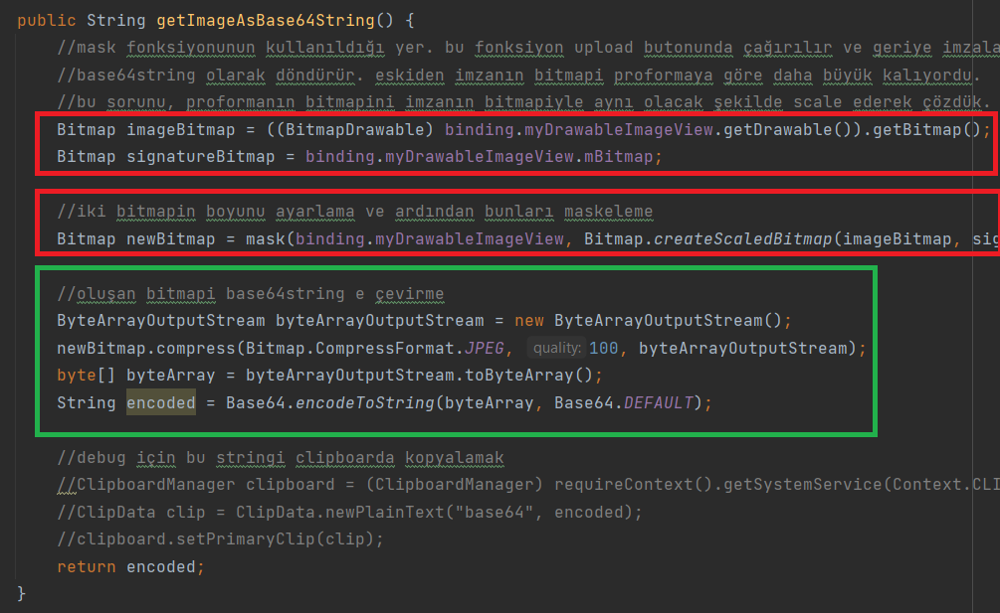 public String getImageAsBase64String() {
//mask fonksiyonunun kullanıldığı yer. bu fonksiyon upload butonunda çağırılır ve geriye
//base64string olarak döndürür. eskiden imzanın bitmapi proformaya göre daha büyük kalıyordu.
//bu sorunu, proformanın bitmapini imzanın bitmapiyle aynı olacak şekilde scale ederek çözdük.
Bitmap imageBitmap = ((BitmapDrawable) binding.myDrawableImageView.getDrawable()).getBitmap();
Bitmap signatureBitmap = binding.myDrawableImageView.mBitmap;
//iki bitmapin boyunu ayarlama ve ardından bunları maskeleme
Bitmap newBitmap = mask(binding.myDrawableImageView, Bitmap.createScaledBitmap(imageBitmap,
//oluşan bitmapi base64string e çevirme
ByteArrayOutputStream byteArrayOutputStream = new ByteArrayOutputStream();
newBitmap.compress(Bitmap.CompressFormat.JPEG, quality: 100, byteArrayOutputStream);
byte[] byteArray = byteArrayOutputStream.toByteArray();
String encoded = Base64.encodeToString(byteArray, Base64.DEFAULT);
//debug için bu stringi clipboarda kopyalamak
//ClipboardManager clipboard = (ClipboardManager) requireContext().getSystemService(Context.CLI
//ClipData clip = ClipData.newPlainText("base64", encoded);
//clipboard.setPrimaryClip(clip);
return encoded;
}